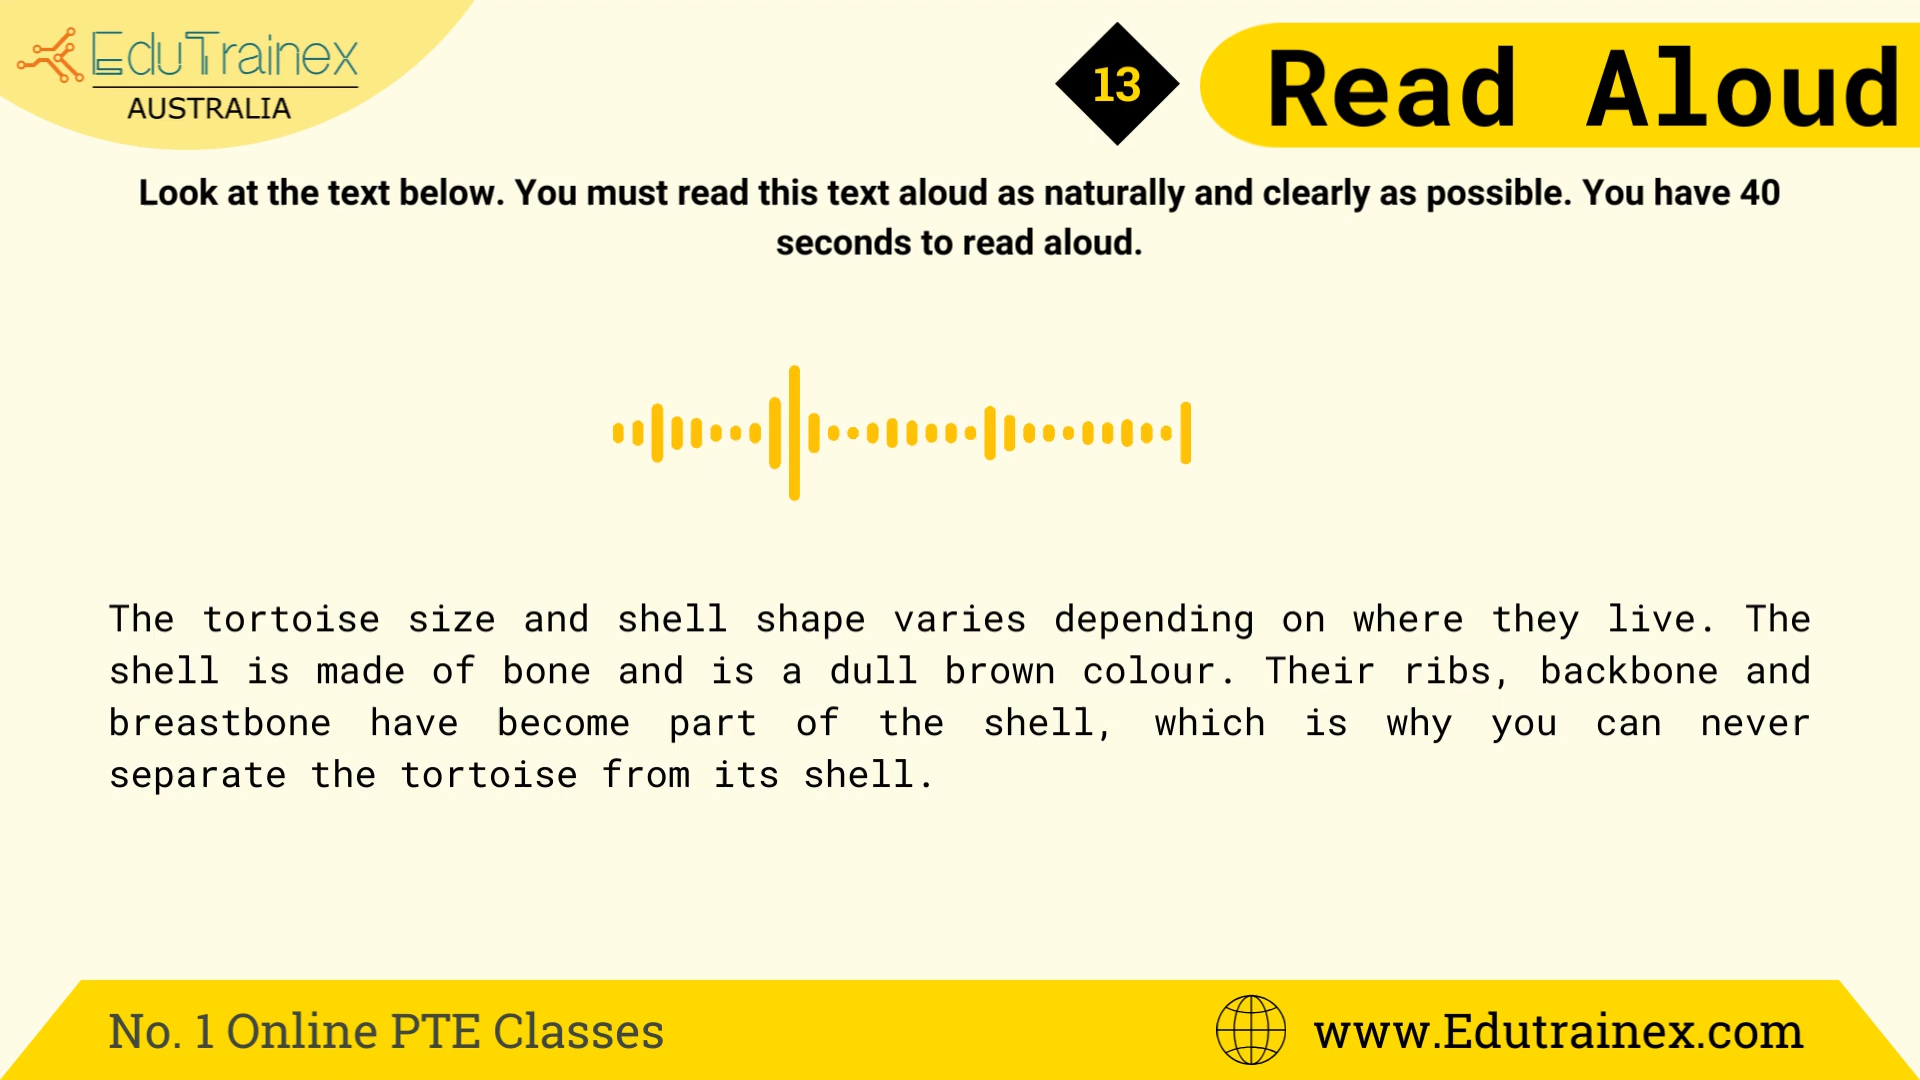 EduTrainex
AUSTRALIA
13
Read Aloud
Look at the text below. You must read this text aloud as naturally and clearly as possible. You have 40
seconds to read aloud.
The tortoise size and shell shape varies depending on where they live. The
shell is made of bone and is a dull brown colour. Their ribs, backbone and
breastbone have become part of the shell, which is why you can never
separate the tortoise from its shell.
No. 1 Online PTE Classes
www.Edutrainex.com